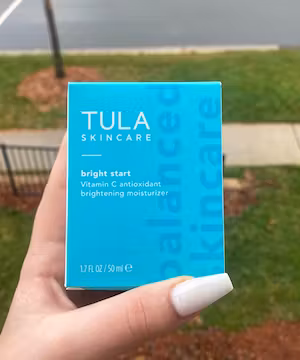 TULA
SKINCARE
bright start
Vitamin C antioxidant
brightening moisturizer
1.7 FL OZ / 50 ml ℮
balanced
skincare